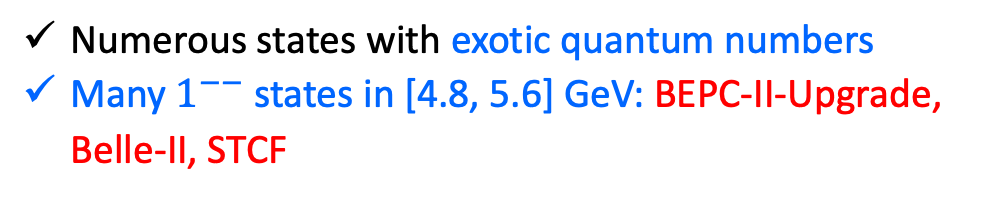 ✓ Numerous states with exotic quantum numbers
✓ Many 1⁻⁻ states in [4.8, 5.6] GeV: BEPC-II-Upgrade,
Belle-II, STCF